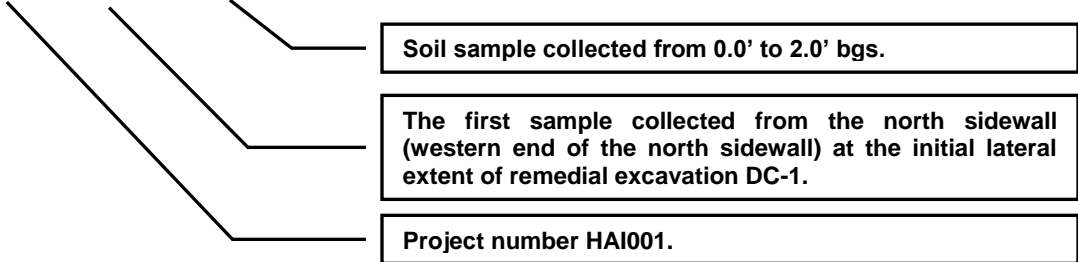 Soil sample collected from 0.0’ to 2.0’ bgs.
The first sample collected from the north sidewall
(western end of the north sidewall) at the initial lateral
extent of remedial excavation DC-1.
Project number HAI001.